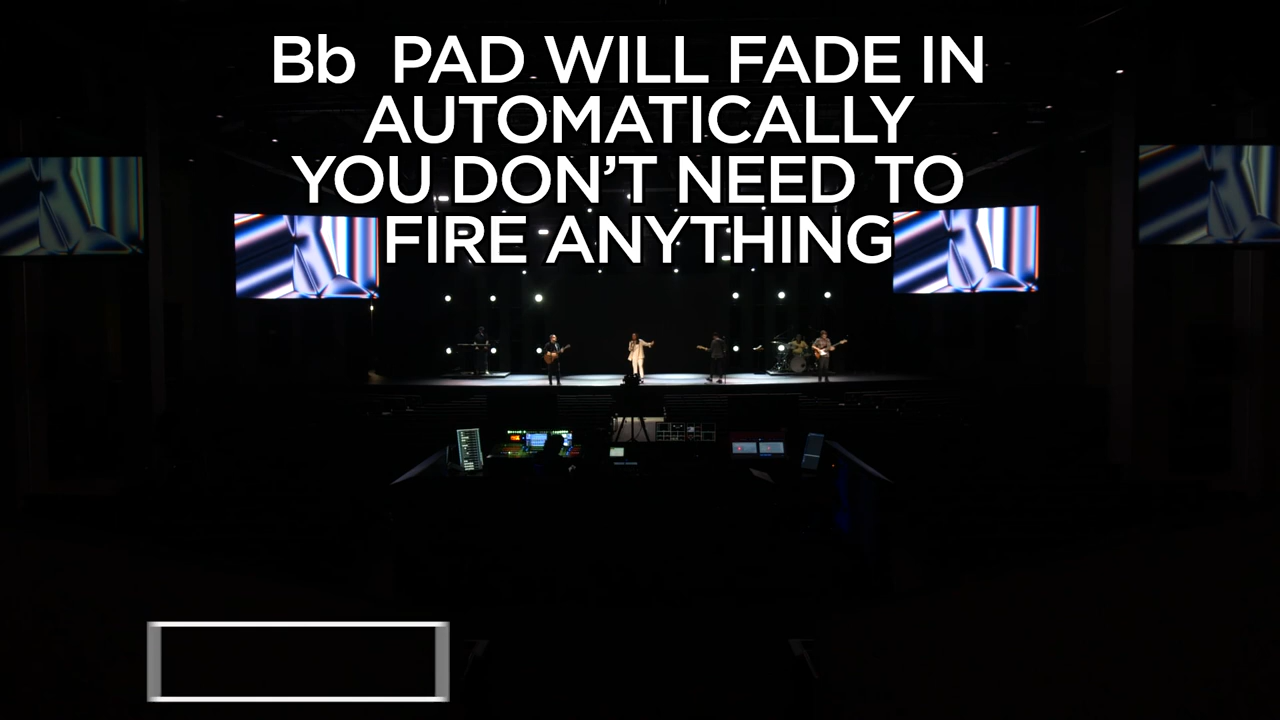 Bb PAD WILL FADE IN
AUTOMATICALLY
YOU DON’T NEED TO
FIRE ANYTHING